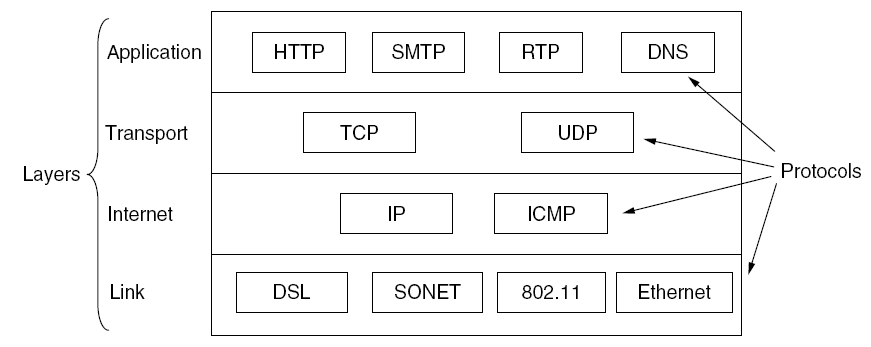 Application HTTP SMTP RTP DNS
Transport TCP UDP
Layers Protocols
Internet IP ICMP
Link DSL SONET 802.11 Ethernet